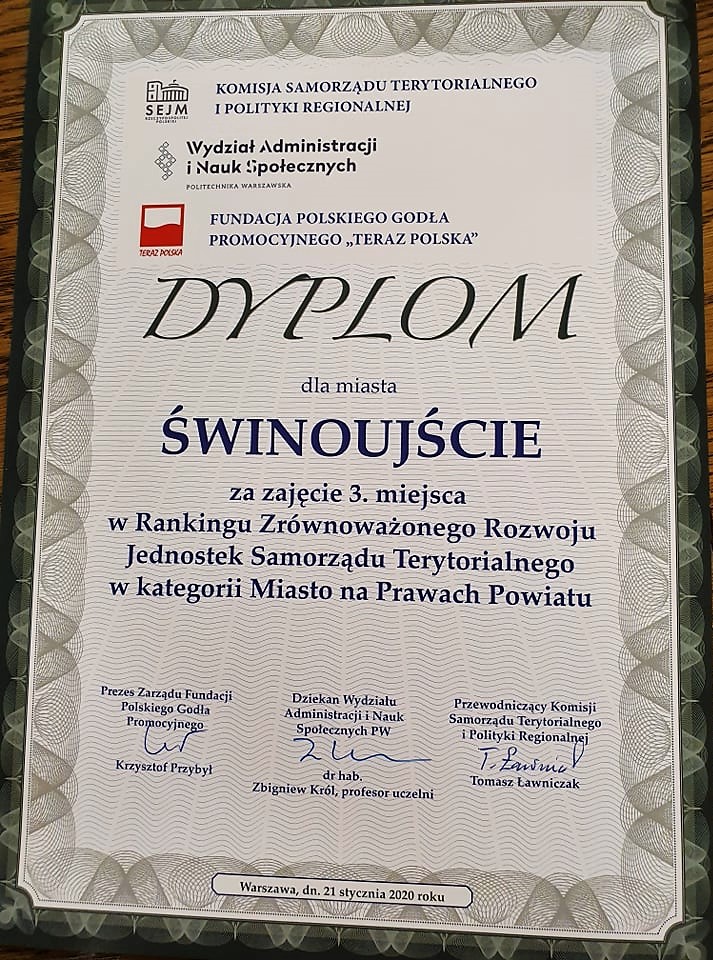 SEJM
RZECZYPOSPOLITEJ
POLSKIEJ
KOMISJA SAMORZĄDU TERYTORIALNEGO
I POLITYKI REGIONALNEJ
Wydział Administracji
i Nauk Społecznych
POLITECHNIKA WARSZAWSKA
TERAZ POLSKA
FUNDACJA POLSKIEGO GODŁA
PROMOCYJNEGO „TERAZ POLSKA”
DYPLOM
dla miasta
ŚWINOUJŚCIE
za zajęcie 3. miejsca
w Rankingu Zrównoważonego Rozwoju
Jednostek Samorządu Terytorialnego
w kategorii Miasto na Prawach Powiatu
Prezes Zarządu Fundacji
Polskiego Godła
Promocyjnego
Krzysztof Przybył
Dziekan Wydziału
Administracji i Nauk
Społecznych PW
dr hab.
Zbigniew Król, profesor uczelni
Przewodniczący Komisji
Samorządu Terytorialnego
i Polityki Regionalnej
T. Ławniczak
Tomasz Ławniczak
Warszawa, dn. 21 stycznia 2020 roku